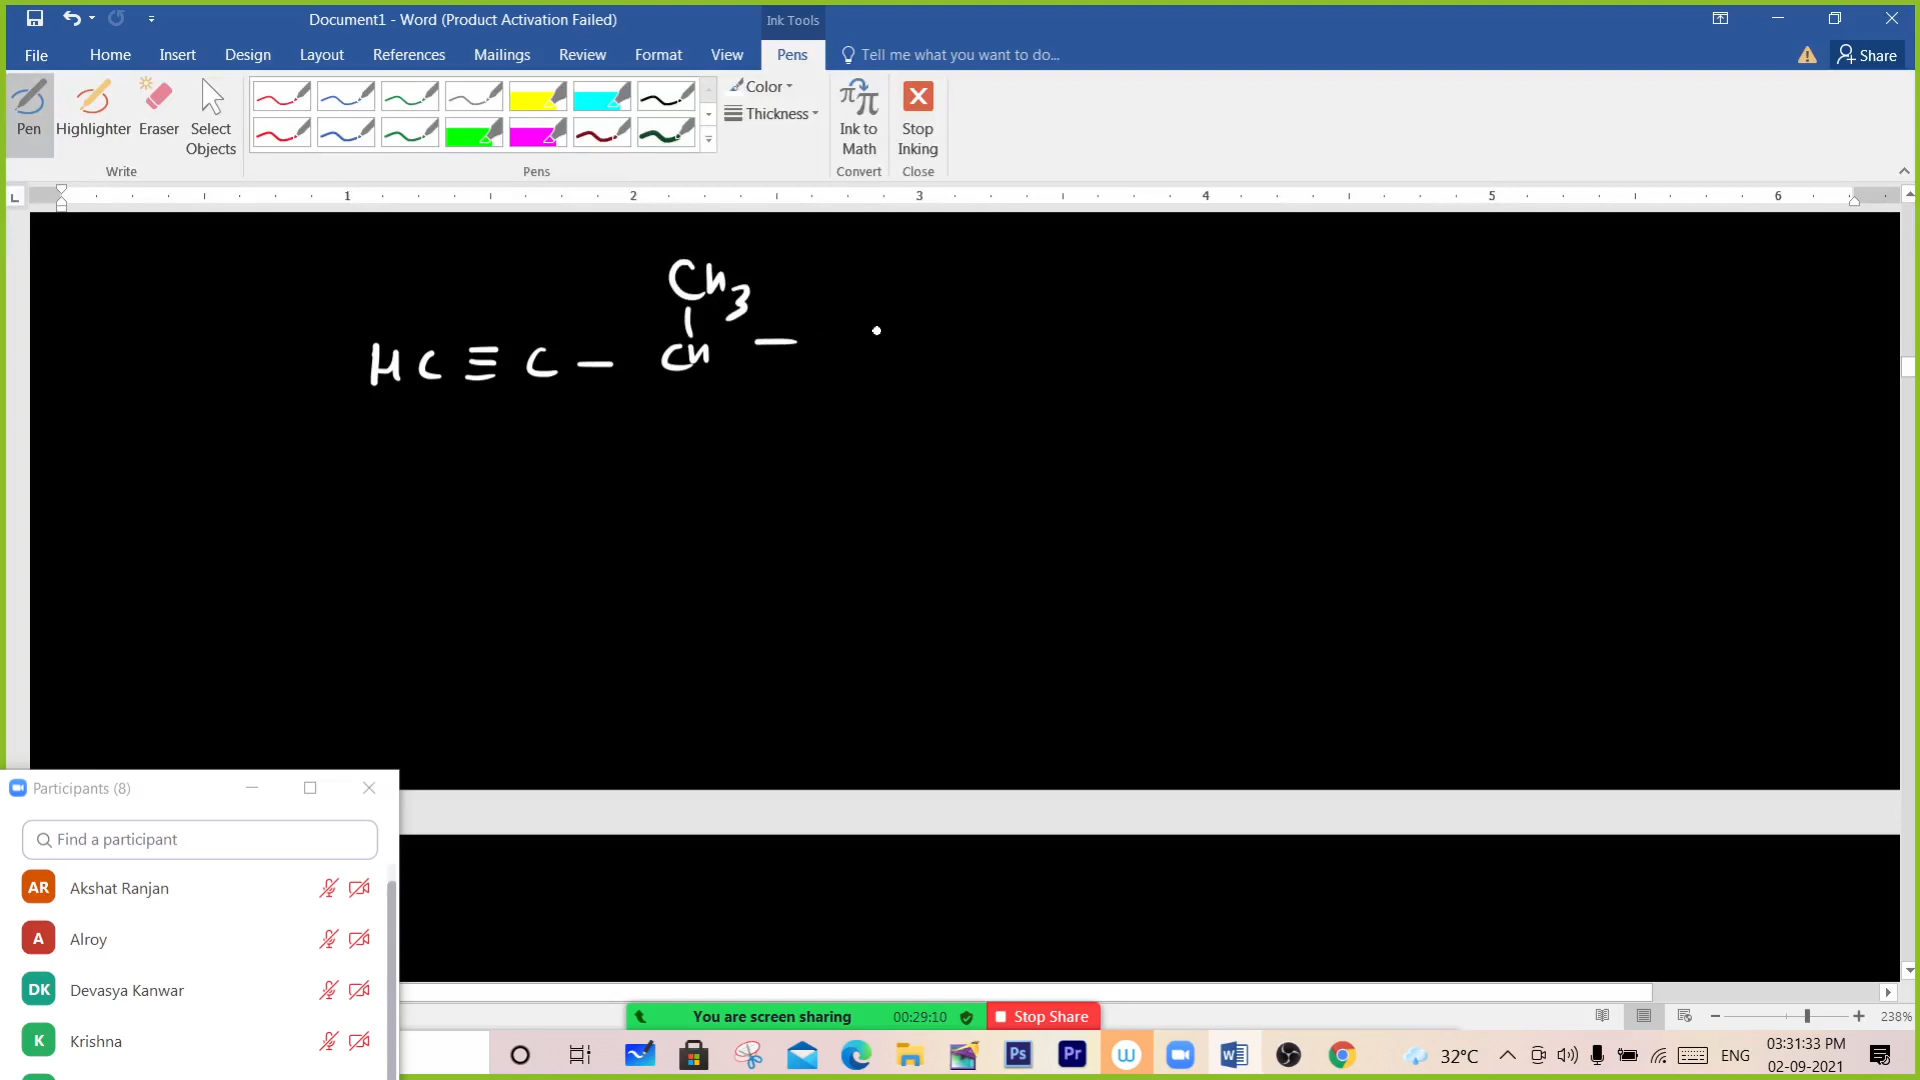 Document1 - Word (Product Activation Failed)
Ink Tools
File Home Insert Design Layout References Mailings Review Format View Pens Tell me what you want to do... Share
Pen Highlighter Eraser Select Objects
Color
Thickness
Ink to Math
Stop Inking
Write Pens Convert Close
1 2 3 4 5 6
CH3
HC ≡ C — CH —
Participants (8)
Find a participant
AR Akshat Ranjan
A Alroy
DK Devasya Kanwar
K Krishna
You are screen sharing 00:29:10 Stop Share
238%
Ps Pr W 32°C ENG 03:31:33 PM
02-09-2021